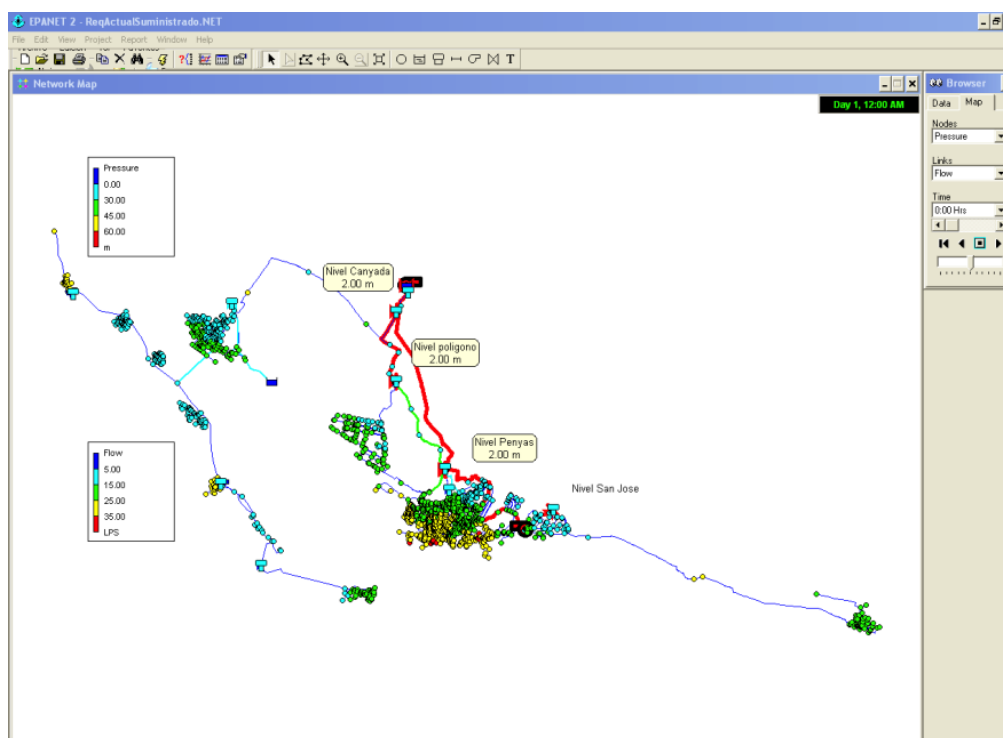 EPANET 2 - ReqActualSuministrado.NET
File Edit View Project Report Window Help
Network Map
Browser
Day 1, 12:00 AM
Data Map
Nodes
Pressure
Links
Flow
Time
0:00 Hrs
Pressure
0.00
30.00
45.00
60.00
m
Nivel Canyada
2.00 m
Nivel poligono
2.00 m
Nivel Penyas
2.00 m
Nivel San Jose
Flow
5.00
15.00
25.00
35.00
LPS